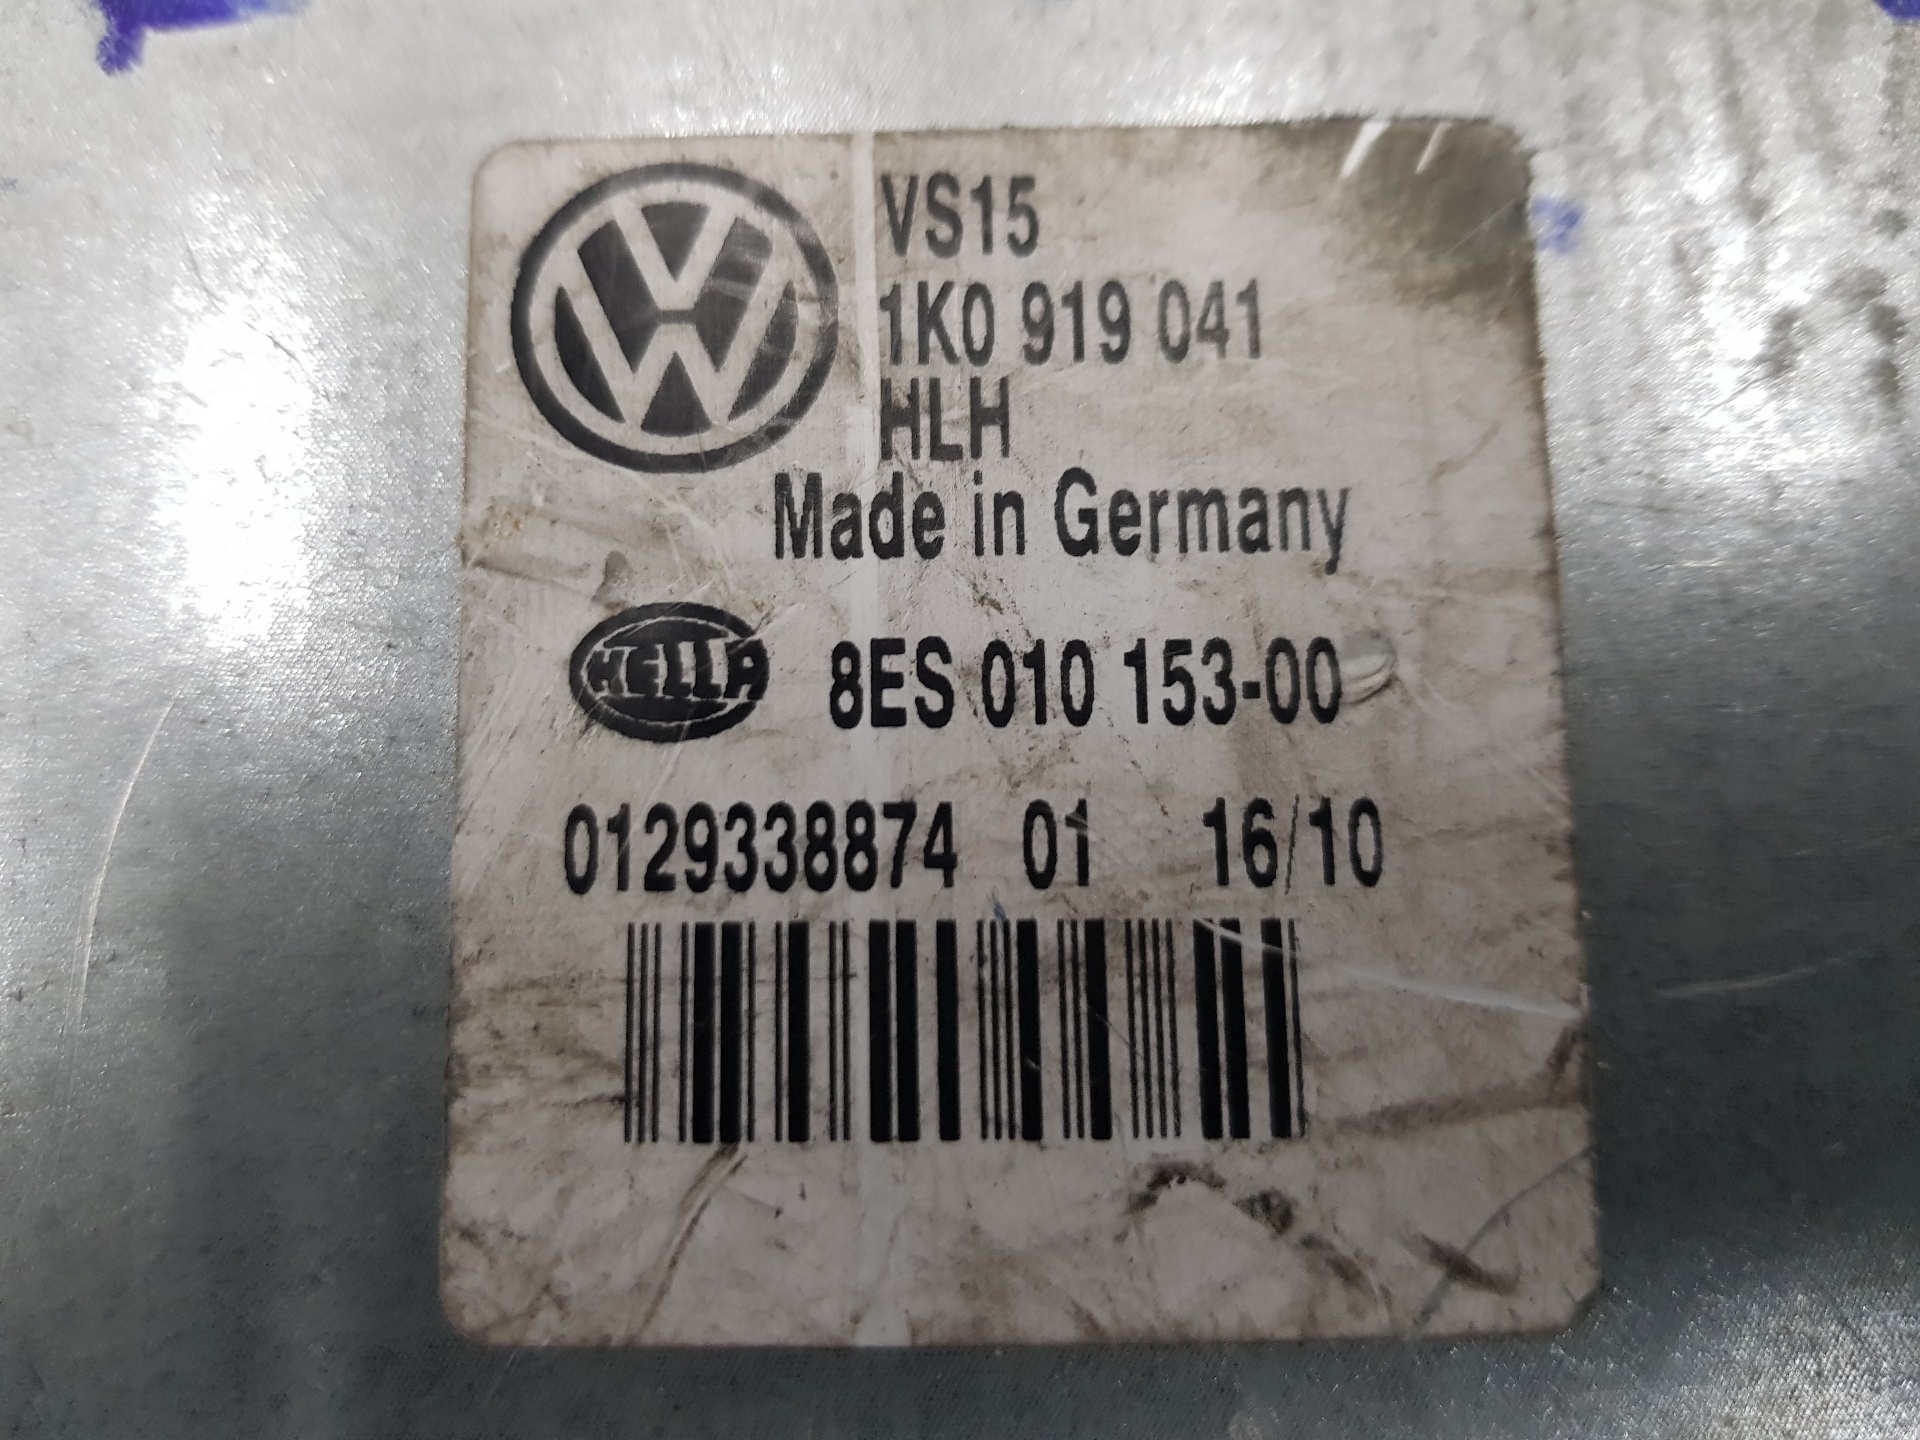 VS15
1K0 919 041
HLH
Made in Germany
HELLA 8ES 010 153-00
0129338874 01 16/10